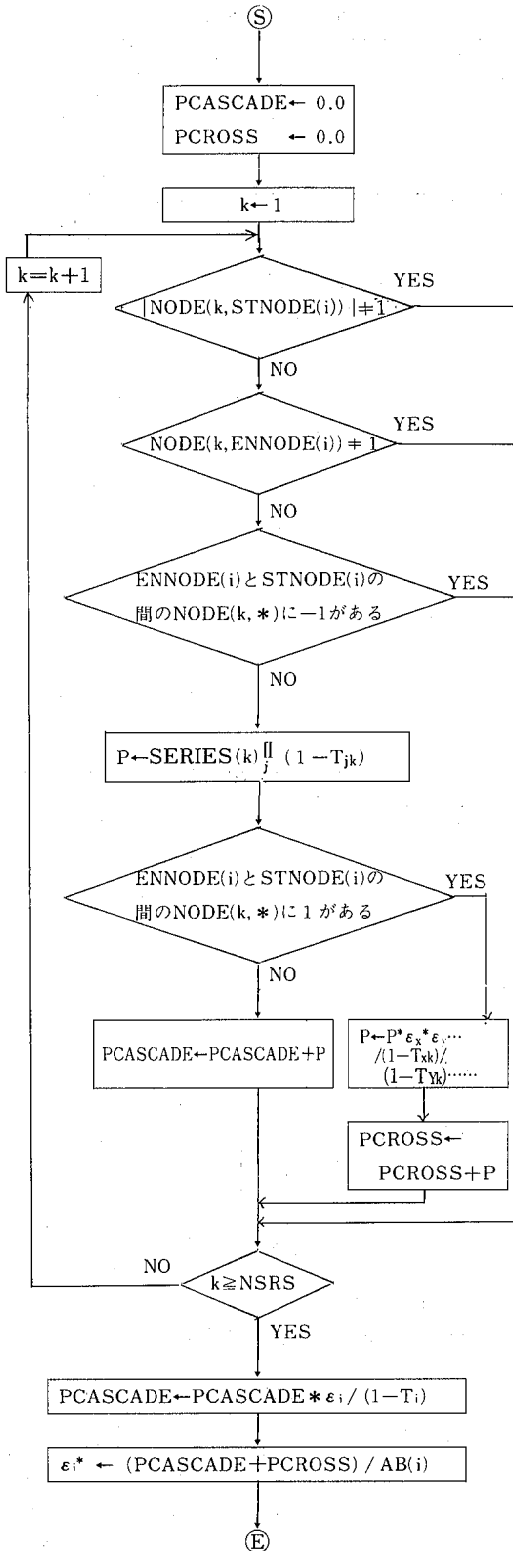 S
PCASCADE← 0.0
PCROSS ← 0.0
k←1
k=k+1
|NODE(k,STNODE(i)) |≠1
YES
NO
NODE(k,ENNODE(i)) ≠ 1
YES
NO
ENNODE(i)とSTNODE(i)の
間のNODE(k,*)に−1がある
YES
NO
P←SERIES(k)∏j (1−Tjk)
ENNODE(i)とSTNODE(i)の
間のNODE(k,*)に1がある
YES
NO
PCASCADE←PCASCADE+P
P←P*εx*εy…
/(1−Txk)/
(1−TYk)……
PCROSS←
PCROSS+P
NO
k≧NSRS
YES
PCASCADE←PCASCADE*εi/(1−Ti)
εi* ← (PCASCADE+PCROSS)/AB(i)
E